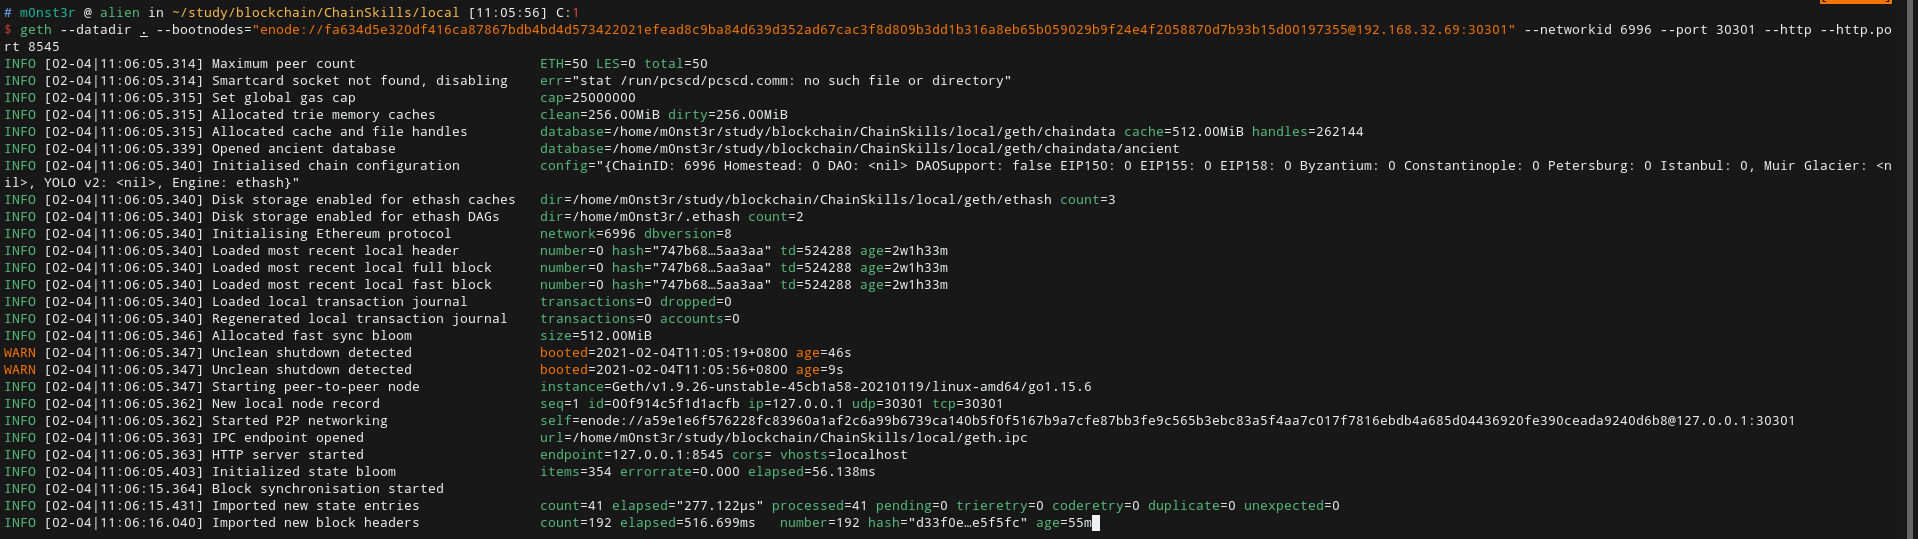 # m0nst3r @ alien in ~/study/blockchain/ChainSkills/local [11:05:56] C:1
$ geth --datadir . --bootnodes="enode://fa634d5e320df416ca87867bdb4bd4d573422021efead8c9ba84d639d352ad67cac3f8d809b3dd1b316a8eb65b059029b9f24e4f2058870d7b93b15d00197355@192.168.32.69:30301" --networkid 6996 --port 30301 --http --http.po
rt 8545
INFO [02-04|11:06:05.314] Maximum peer count                       ETH=50 LES=0 total=50
INFO [02-04|11:06:05.314] Smartcard socket not found, disabling    err="stat /run/pcscd/pcscd.comm: no such file or directory"
INFO [02-04|11:06:05.315] Set global gas cap                       cap=25000000
INFO [02-04|11:06:05.315] Allocated trie memory caches             clean=256.00MiB dirty=256.00MiB
INFO [02-04|11:06:05.315] Allocated cache and file handles         database=/home/m0nst3r/study/blockchain/ChainSkills/local/geth/chaindata cache=512.00MiB handles=262144
INFO [02-04|11:06:05.339] Opened ancient database                  database=/home/m0nst3r/study/blockchain/ChainSkills/local/geth/chaindata/ancient
INFO [02-04|11:06:05.340] Initialised chain configuration          config="{ChainID: 6996 Homestead: 0 DAO: <nil> DAOSupport: false EIP150: 0 EIP155: 0 EIP158: 0 Byzantium: 0 Constantinople: 0 Petersburg: 0 Istanbul: 0, Muir Glacier: <n
il>, YOLO v2: <nil>, Engine: ethash}"
INFO [02-04|11:06:05.340] Disk storage enabled for ethash caches   dir=/home/m0nst3r/study/blockchain/ChainSkills/local/geth/ethash count=3
INFO [02-04|11:06:05.340] Disk storage enabled for ethash DAGs     dir=/home/m0nst3r/.ethash count=2
INFO [02-04|11:06:05.340] Initialising Ethereum protocol           network=6996 dbversion=8
INFO [02-04|11:06:05.340] Loaded most recent local header          number=0 hash="747b68…5aa3aa" td=524288 age=2w1h33m
INFO [02-04|11:06:05.340] Loaded most recent local full block      number=0 hash="747b68…5aa3aa" td=524288 age=2w1h33m
INFO [02-04|11:06:05.340] Loaded most recent local fast block      number=0 hash="747b68…5aa3aa" td=524288 age=2w1h33m
INFO [02-04|11:06:05.340] Loaded local transaction journal         transactions=0 dropped=0
INFO [02-04|11:06:05.340] Regenerated local transaction journal    transactions=0 accounts=0
INFO [02-04|11:06:05.346] Allocated fast sync bloom                size=512.00MiB
WARN [02-04|11:06:05.347] Unclean shutdown detected                booted=2021-02-04T11:05:19+0800 age=46s
WARN [02-04|11:06:05.347] Unclean shutdown detected                booted=2021-02-04T11:05:56+0800 age=9s
INFO [02-04|11:06:05.347] Starting peer-to-peer node               instance=Geth/v1.9.26-unstable-45cb1a58-20210119/linux-amd64/go1.15.6
INFO [02-04|11:06:05.362] New local node record                    seq=1 id=00f914c5f1d1acfb ip=127.0.0.1 udp=30301 tcp=30301
INFO [02-04|11:06:05.362] Started P2P networking                   self=enode://a59e1e6f576228fc83960a1af2c6a99b6739ca140b5f0f5167b9a7cfe87bb3fe9c565b3ebc83a5f4aa7c017f7816ebdb4a685d04436920fe390ceada9240d6b8@127.0.0.1:30301
INFO [02-04|11:06:05.363] IPC endpoint opened                      url=/home/m0nst3r/study/blockchain/ChainSkills/local/geth.ipc
INFO [02-04|11:06:05.363] HTTP server started                      endpoint=127.0.0.1:8545 cors= vhosts=localhost
INFO [02-04|11:06:05.403] Initialized state bloom                  items=354 errorrate=0.000 elapsed=56.138ms
INFO [02-04|11:06:15.364] Block synchronisation started
INFO [02-04|11:06:15.431] Imported new state entries               count=41 elapsed="277.122µs" processed=41 pending=0 trieretry=0 coderetry=0 duplicate=0 unexpected=0
INFO [02-04|11:06:16.040] Imported new block headers               count=192 elapsed=516.699ms   number=192 hash="d33f0e…e5f5fc" age=55m